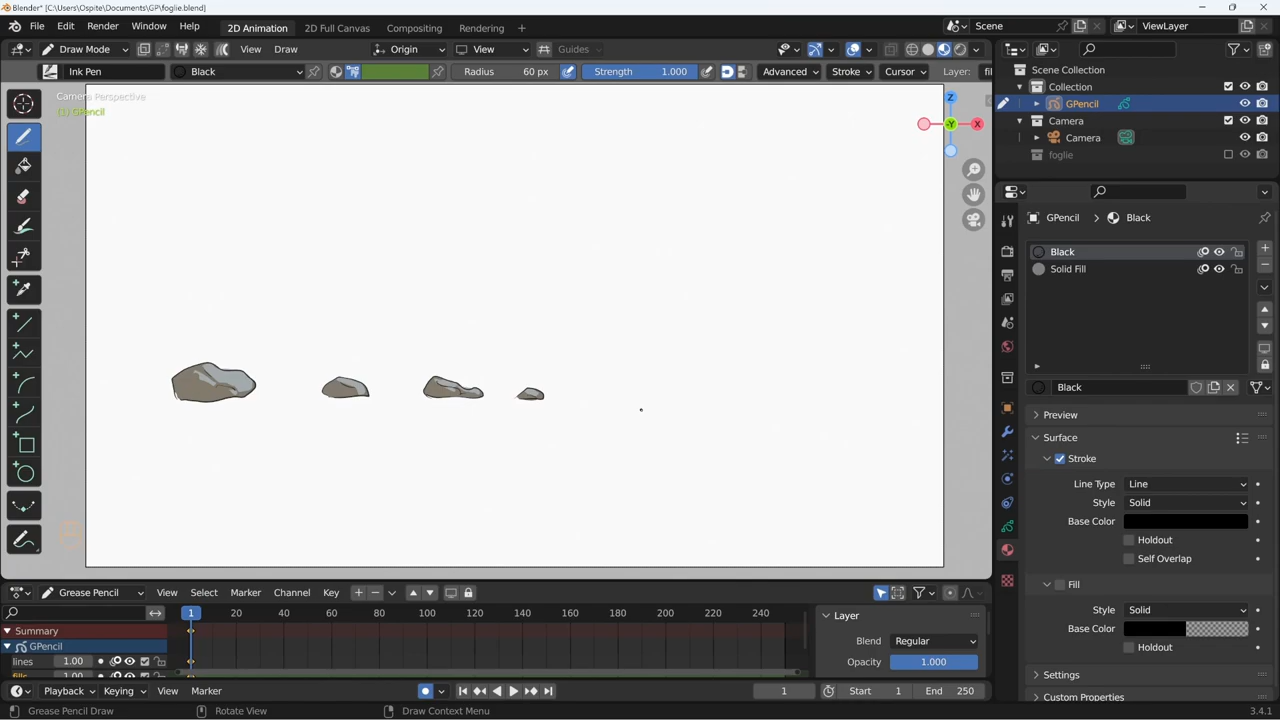 Blender* [C:\Users\Ospite\Documents\GP\foglie.blend]
File Edit Render Window Help 2D Animation 2D Full Canvas Compositing Rendering + Scene ViewLayer
Draw Mode View Draw Origin View Guides
Ink Pen Black Radius 60 px Strength 1.000 Advanced Stroke Cursor Layer: fil
Camera Perspective
(1) GPencil
Z
-Y
X
Scene Collection
Collection
GPencil
Camera
Camera
foglie
GPencil > Black
Black
Solid Fill
Black
Preview
Surface
Stroke
Line Type Line
Style Solid
Base Color
Holdout
Self Overlap
Fill
Style Solid
Base Color
Holdout
Settings
Custom Properties
Grease Pencil View Select Marker Channel Key
1 20 40 60 80 100 120 140 160 180 200 220 240
Summary
GPencil
lines 1.00
fills 1.00
Layer
Blend Regular
Opacity 1.000
Playback Keying View Marker 1 Start 1 End 250
Grease Pencil Draw Rotate View Draw Context Menu 3.4.1